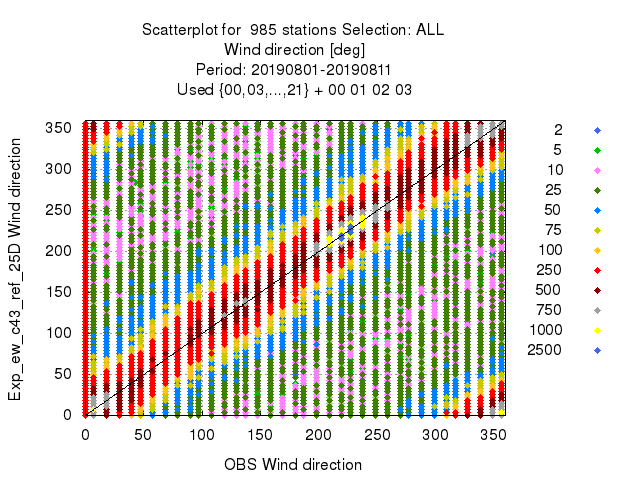 Scatterplot for 985 stations Selection: ALL
Wind direction [deg]
Period: 20190801-20190811
Used {00,03,...,21} + 00 01 02 03
Exp_ew_c43_ref_25D Wind direction
350
300
250
200
150
100
50
0
0 50 100 150 200 250 300 350
OBS Wind direction
2
5
10
25
50
75
100
250
500
750
1000
2500